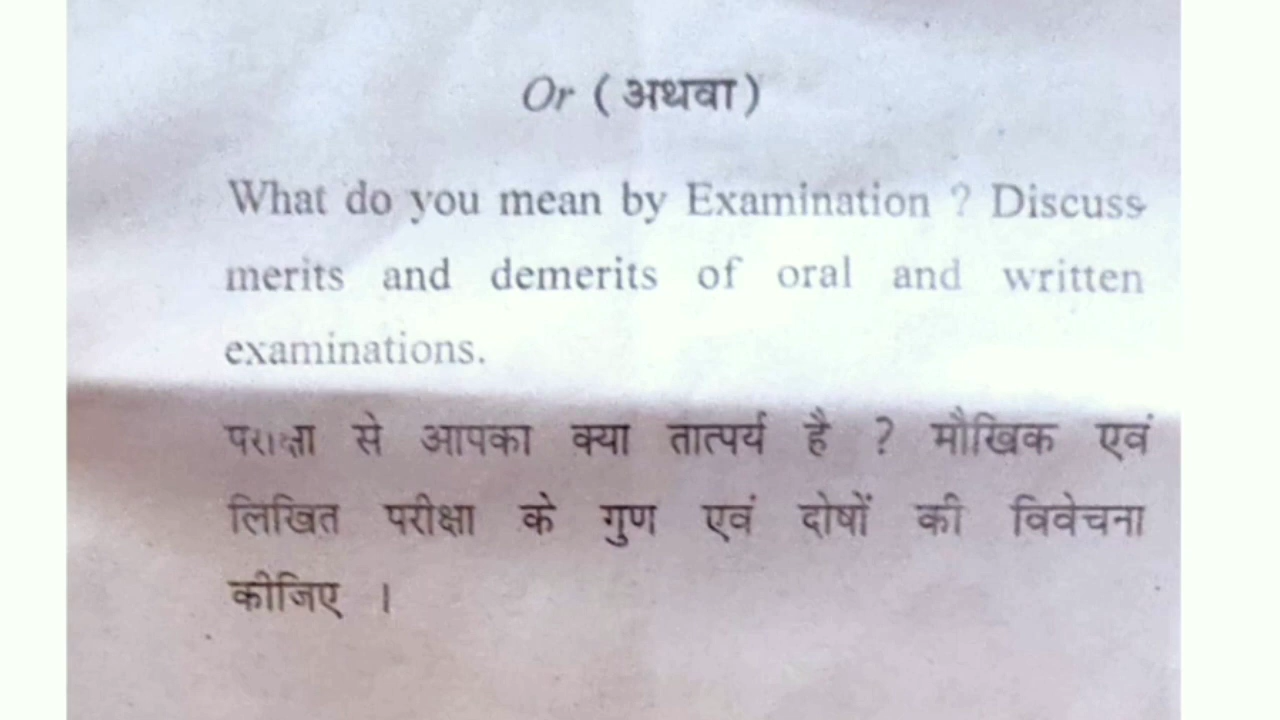 Or ( अथवा )
What do you mean by Examination ? Discuss
merits and demerits of oral and written
examinations.
परीक्षा से आपका क्या तात्पर्य है ? मौखिक एवं
लिखित परीक्षा के गुण एवं दोषों की विवेचना
कीजिए ।